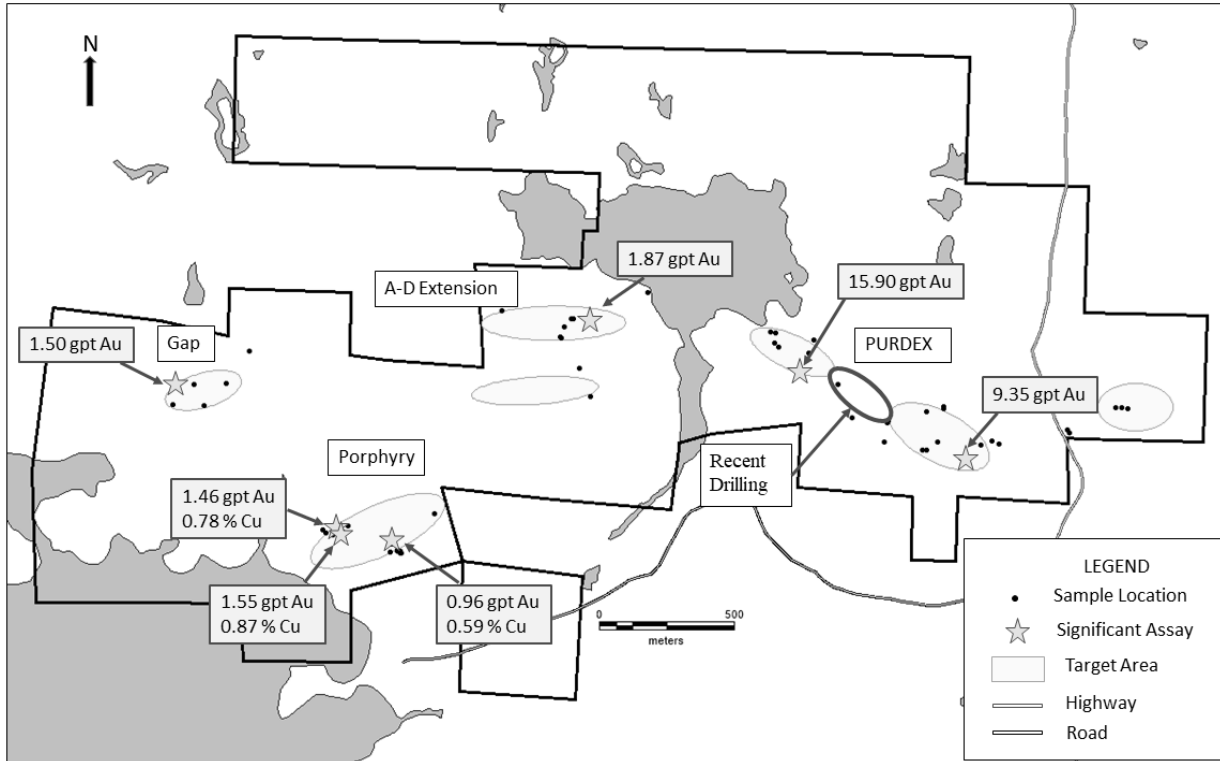 N
1.87 gpt Au
A-D Extension
15.90 gpt Au
Gap
1.50 gpt Au
PURDEX
9.35 gpt Au
Porphyry
Recent
Drilling
1.46 gpt Au
0.78 % Cu
1.55 gpt Au
0.87 % Cu
0.96 gpt Au
0.59 % Cu
0
500
meters
LEGEND
Sample Location
Significant Assay
Target Area
Highway
Road